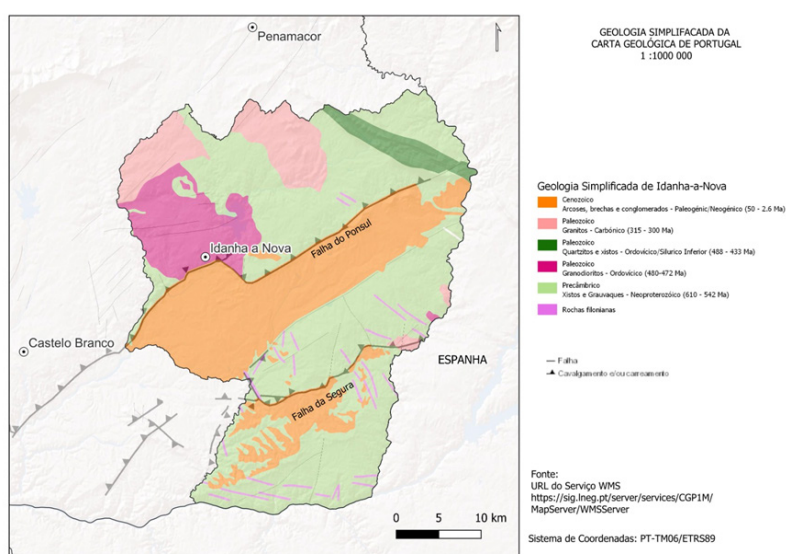 Penamacor
GEOLOGIA SIMPLIFACADA DA
CARTA GEOLÓGICA DE PORTUGAL
1 :1000 000
Geologia Simplificada de Idanha-a-Nova
Cenozoico
Arcoses, brechas e conglomerados - Paleogénic/Neogénico (50 - 2.6 Ma)
Paleozoico
Granitos - Carbónico (315 - 300 Ma)
Paleozoico
Quartzitos e xistos - Ordovícico/Silurico Inferior (488 - 433 Ma)
Paleozoico
Granodioritos - Ordovícico (480-472 Ma)
Precâmbrico
Xistos e Grauvaques - Neoproterozóico (610 - 542 Ma)
Rochas filonianas
Falha
Cavalgamento e/ou carreamento
Idanha a Nova
Falha do Ponsul
Castelo Branco
ESPANHA
Falha da Segura
0 5 10 km
Fonte:
URL do Serviço WMS
https://sig.lneg.pt/server/services/CGP1M/
MapServer/WMSServer
Sistema de Coordenadas: PT-TM06/ETRS89